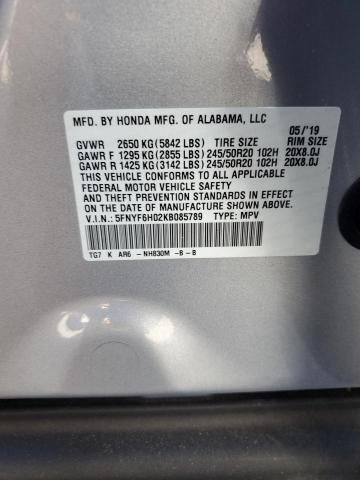 MFD. BY HONDA MFG. OF ALABAMA, LLC
05/'19
GVWR 2650 KG (5842 LBS) TIRE SIZE RIM SIZE
GAWR F 1295 KG (2855 LBS) 245/50R20 102H 20X8.0J
GAWR R 1425 KG (3142 LBS) 245/50R20 102H 20X8.0J
THIS VEHICLE CONFORMS TO ALL APPLICABLE
FEDERAL MOTOR VEHICLE SAFETY AND
THEFT PREVENTION STANDARDS IN EFFECT ON
THE DATE OF MANUFACTURE SHOWN ABOVE.
V.I.N.: 5FNYF6H02KB085789 TYPE: MPV
TG7 K AR6 -NH830M -B -B